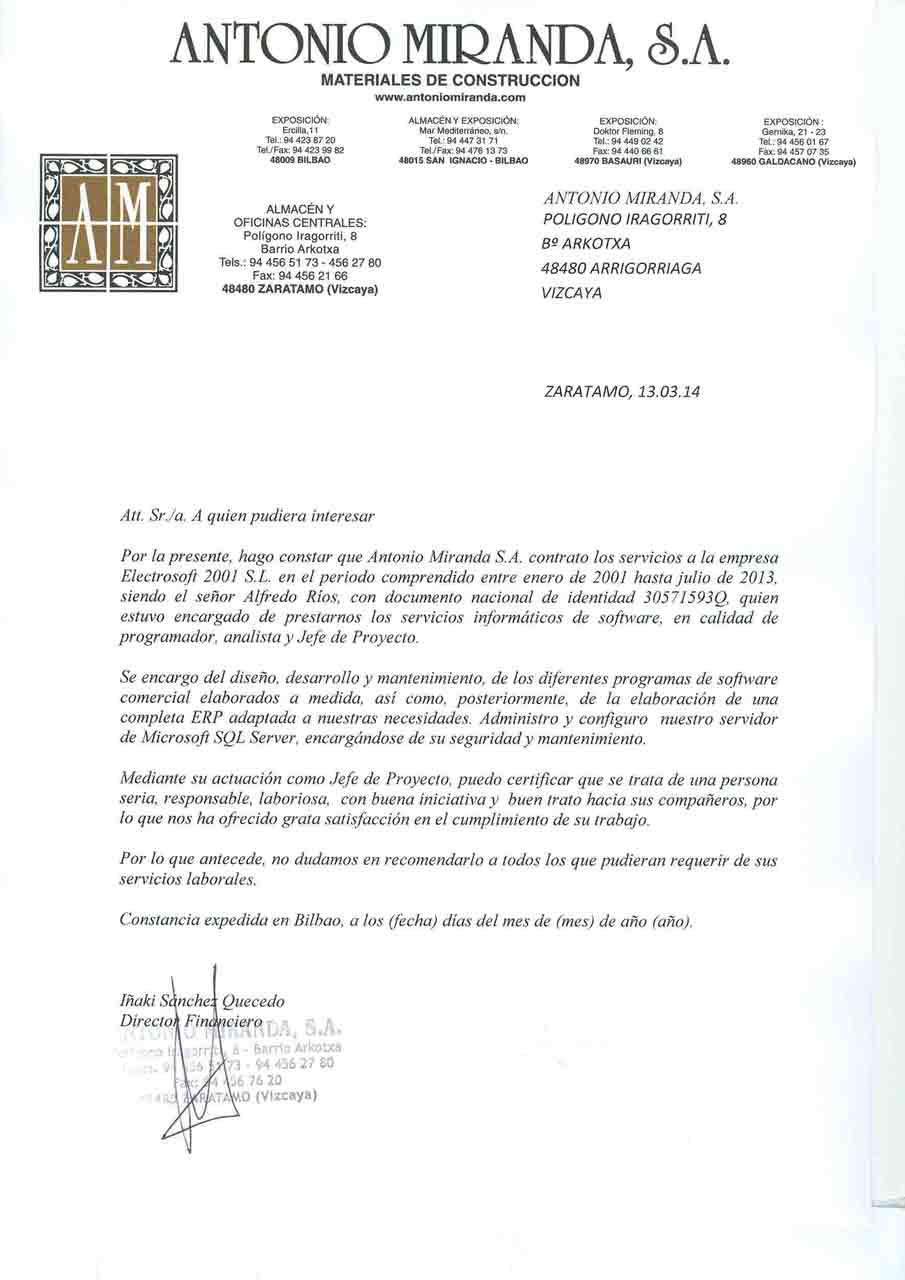 ANTONIO MIRANDA, S.A.
MATERIALES DE CONSTRUCCION
www.antoniomiranda.com
EXPOSICIÓN:
Ercilla,11
Tel.: 94 423 87 20
Tel./Fax: 94 423 99 82
48009 BILBAO
ALMACÉN Y EXPOSICIÓN:
Mar Mediterráneo, s/n.
Tel.: 94 447 31 71
Tel./Fax: 94 476 13 73
48015 SAN IGNACIO - BILBAO
EXPOSICIÓN:
Doktor Fleming, 8
Tel.: 94 449 02 42
Fax: 94 440 66 61
48970 BASAURI (Vizcaya)
EXPOSICIÓN :
Gernika, 21 - 23
Tel.: 94 456 01 67
Fax: 94 457 07 35
48960 GALDACANO (Vizcaya)
AM
ALMACÉN Y
OFICINAS CENTRALES:
Polígono Iragorriti, 8
Barrio Arkotxa
Tels.: 94 456 51 73 - 456 27 80
Fax: 94 456 21 66
48480 ZARATAMO (Vizcaya)
ANTONIO MIRANDA, S.A.
POLIGONO IRAGORRITI, 8
Bº ARKOTXA
48480 ARRIGORRIAGA
VIZCAYA
ZARATAMO, 13.03.14
Att. Sr./a. A quien pudiera interesar
Por la presente, hago constar que Antonio Miranda S.A. contrato los servicios a la empresa
Electrosoft 2001 S.L. en el periodo comprendido entre enero de 2001 hasta julio de 2013,
siendo el señor Alfredo Ríos, con documento nacional de identidad 30571593Q, quien
estuvo encargado de prestarnos los servicios informáticos de software, en calidad de
programador, analista y Jefe de Proyecto.
Se encargo del diseño, desarrollo y mantenimiento, de los diferentes programas de software
comercial elaborados a medida, así como, posteriormente, de la elaboración de una
completa ERP adaptada a nuestras necesidades. Administro y configuro nuestro servidor
de Microsoft SQL Server, encargándose de su seguridad y mantenimiento.
Mediante su actuación como Jefe de Proyecto, puedo certificar que se trata de una persona
seria, responsable, laboriosa, con buena iniciativa y buen trato hacia sus compañeros, por
lo que nos ha ofrecido grata satisfacción en el cumplimiento de su trabajo.
Por lo que antecede, no dudamos en recomendarlo a todos los que pudieran requerir de sus
servicios laborales.
Constancia expedida en Bilbao, a los (fecha) días del mes de (mes) de año (año).
Iñaki Sánchez Quecedo
Director Financiero
ANTONIO MIRANDA, S.A.
8 - Barrio Arkotxa
73 - 94 456 27 80
Fax: 94 456 76 20
ZARATAMO (Vizcaya)